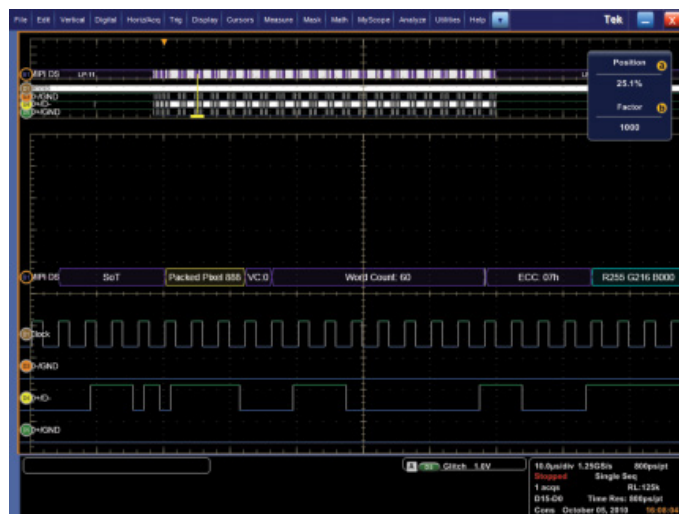 File Edit Vertical Digital Horiz/Acq Trig Display Cursors Measure Mask Math MyScope Analyze Utilities Help Tek
Position a
25.1%
Factor b
1000
LP-11
SoT Packed Pixel 888 VC:0 Word Count: 60 ECC: 07h R255 G216 B000
Clock
D-/GND
D+/D-
D+/GND
A Glitch 1.0V
10.0µs/div 1.25GS/s 800ps/pt
Stopped Single Seq
1 acqs RL:125k
D15-D0 Time Res: 800ps/pt
Cons October 05, 2010 16:08:04